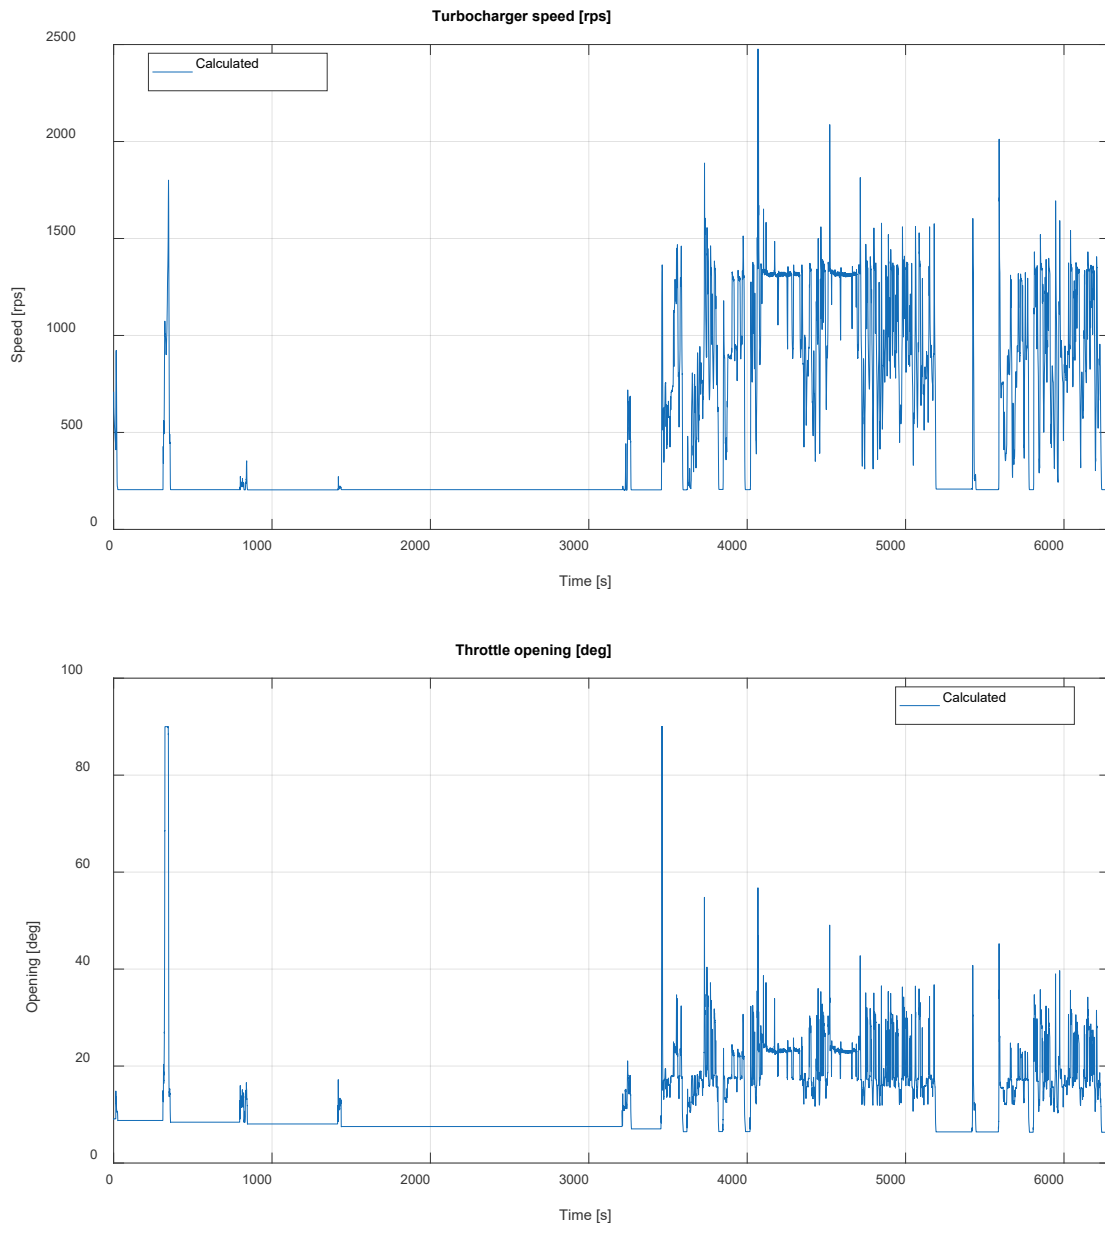 Turbocharger speed [rps]
2500
Calculated
2000
1500
1000
500
0
Speed [rps]
0 1000 2000 3000 4000 5000 6000
Time [s]
Throttle opening [deg]
100
Calculated
80
60
40
20
0
Opening [deg]
0 1000 2000 3000 4000 5000 6000
Time [s]